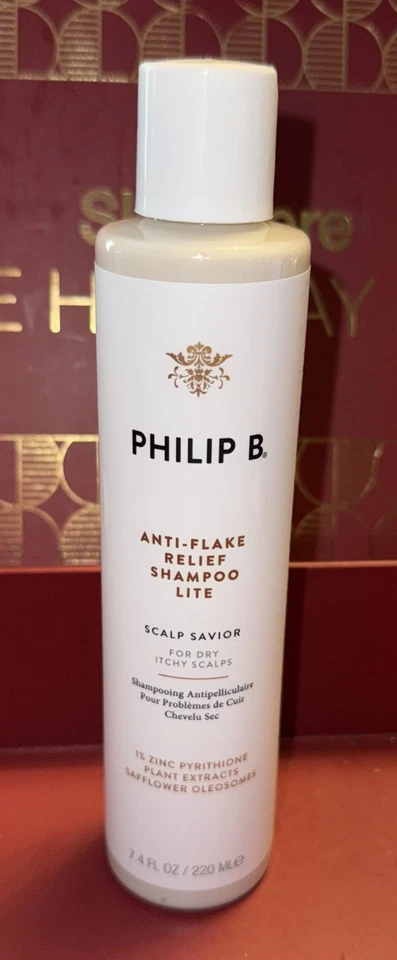 PHILIP B®
ANTI-FLAKE
RELIEF
SHAMPOO
LITE
SCALP SAVIOR
FOR DRY
ITCHY SCALPS
Shampooing Antipelliculaire
Pour Problèmes de Cuir
Chevelu Sec
1% ZINC PYRITHIONE
PLANT EXTRACTS
SAFFLOWER OLEOSOMES
7.4 FL OZ / 220 ML℮